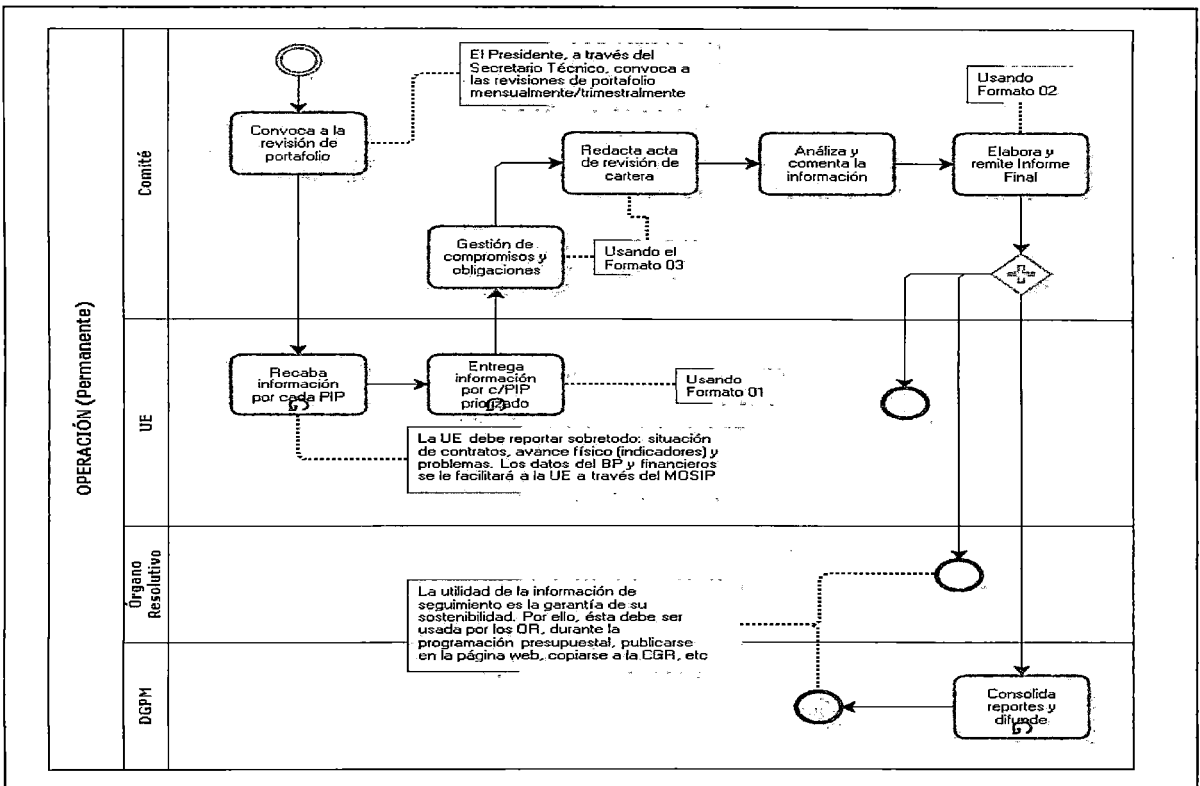 OPERACIÓN (Permanente)
Comité
El Presidente, a través del
Secretario Técnico, convoca a
las revisiones de portafolio
mensualmente/trimestralmente
Usando
Formato 02
Convoca a la
revisión de
portafolio
Redacta acta
de revisión de
cartera
Análiza y
comenta la
información
Elabora y
remite Informe
Final
Gestión de
compromisos y
obligaciones
Usando el
Formato 03
UE
Recaba
información
por cada PIP
Entrega
información
por c/PIP
priorizado
Usando
Formato 01
La UE debe reportar sobretodo: situación
de contratos, avance físico (indicadores) y
problemas. Los datos del BP y financieros
se le facilitará a la UE a través del MOSIP
Órgano
Resolutivo
La utilidad de la información de
seguimiento es la garantía de su
sostenibilidad. Por ello, ésta debe ser
usada por los OR, durante la
programación presupuestal, publicarse
en la página web, copiarse a la CGR, etc
DGPM
Consolida
reportes y
difunde